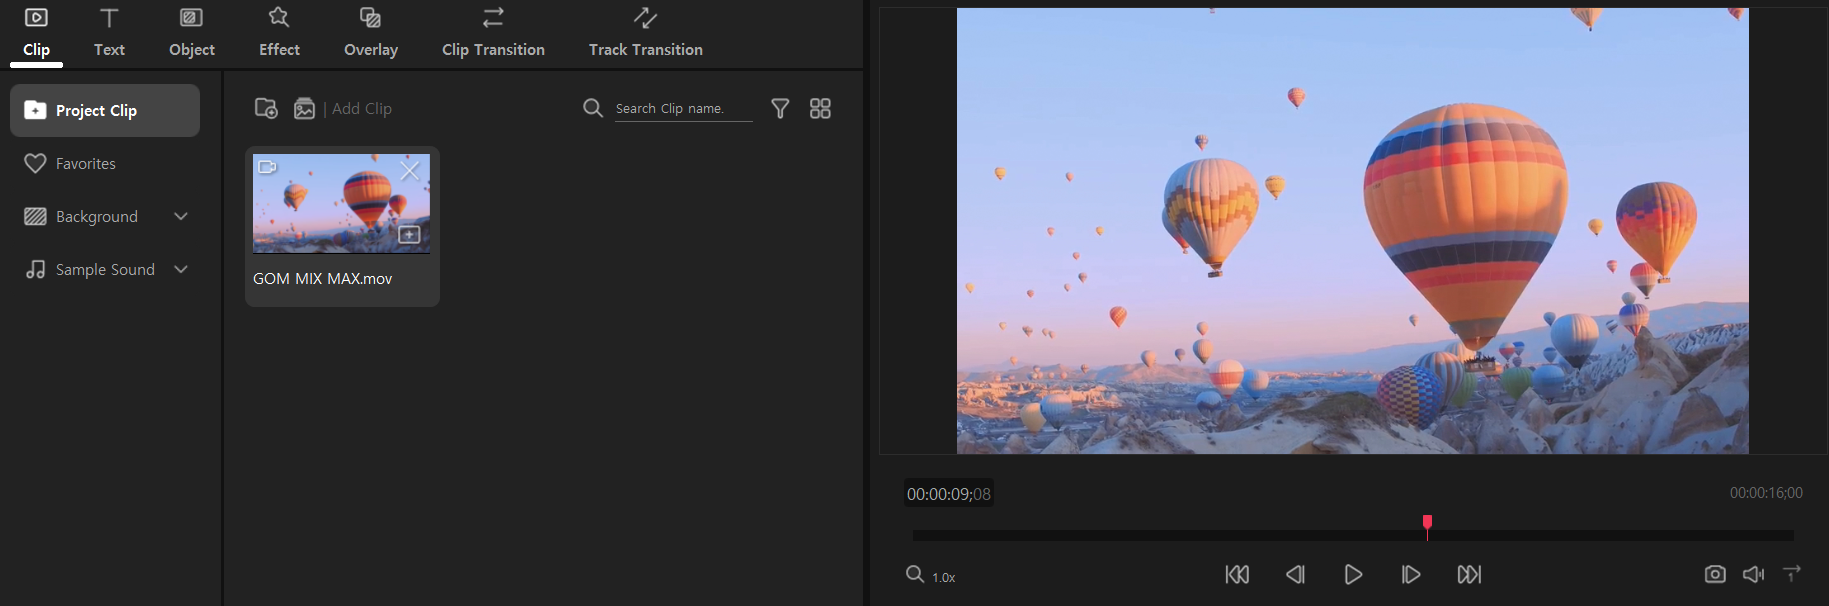 Clip Text Object Effect Overlay Clip Transition Track Transition
Project Clip
Favorites
Background
Sample Sound
| Add Clip
Search Clip name.
GOM MIX MAX.mov
00:00:09;08
00:00:16;00
1.0x
1